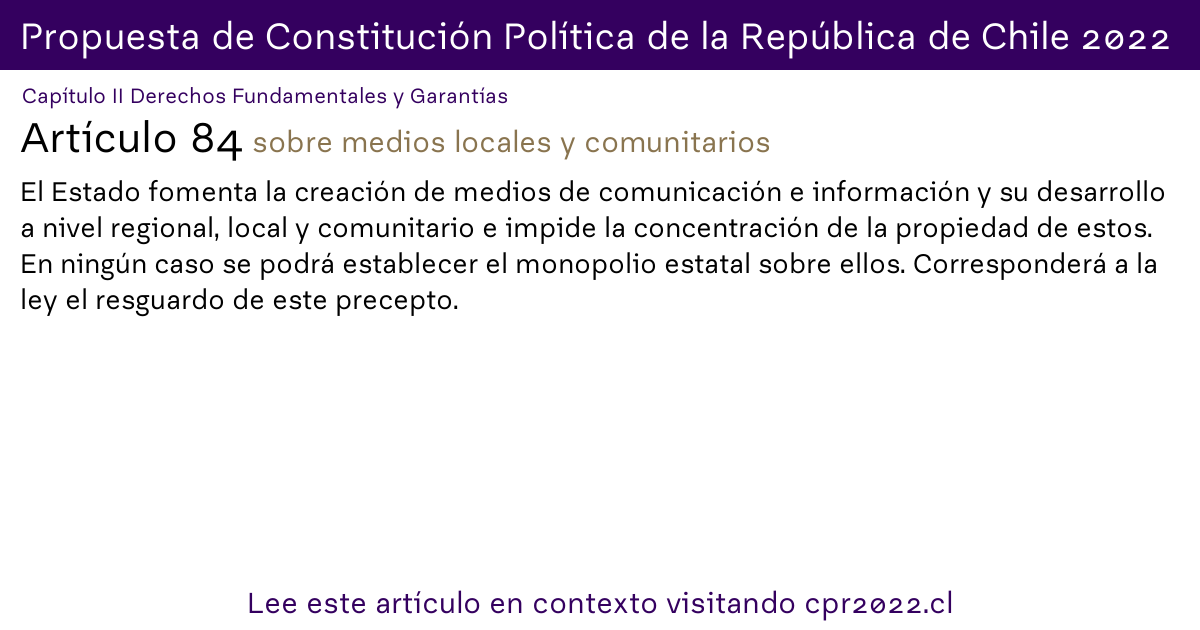 Propuesta de Constitución Política de la República de Chile 2022
Capítulo II Derechos Fundamentales y Garantías
Artículo 84 sobre medios locales y comunitarios
El Estado fomenta la creación de medios de comunicación e información y su desarrollo
a nivel regional, local y comunitario e impide la concentración de la propiedad de estos.
En ningún caso se podrá establecer el monopolio estatal sobre ellos. Corresponderá a la
ley el resguardo de este precepto.
Lee este artículo en contexto visitando cpr2022.cl